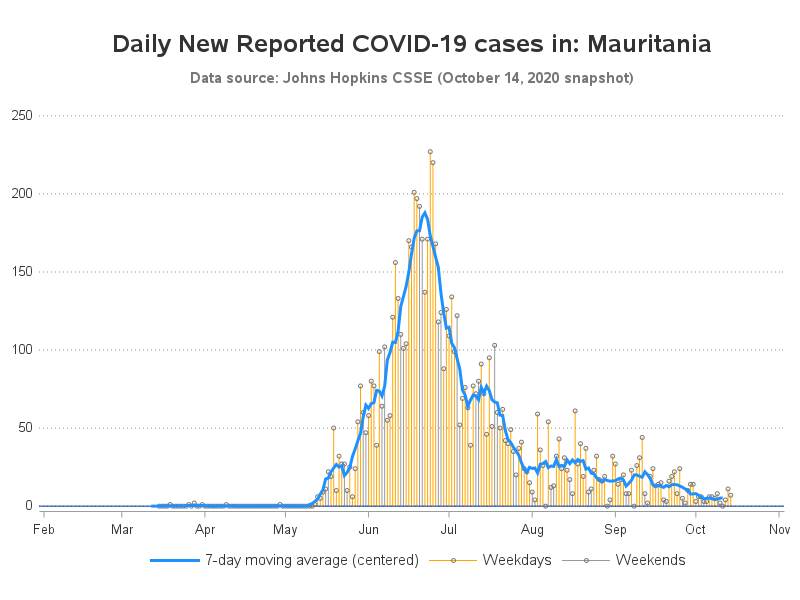 Daily New Reported COVID-19 cases in: Mauritania
Data source: Johns Hopkins CSSE (October 14, 2020 snapshot)
250
200
150
100
50
0
Feb Mar Apr May Jun Jul Aug Sep Oct Nov
7-day moving average (centered) Weekdays Weekends